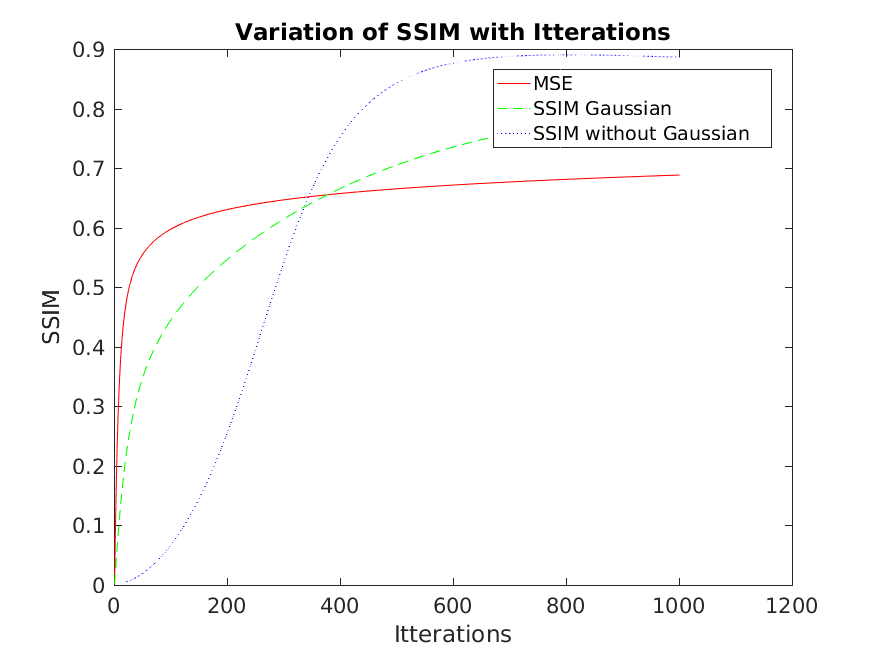 Variation of SSIM with Itterations
0.9
0.8
0.7
0.6
0.5
0.4
0.3
0.2
0.1
0
SSIM
MSE
SSIM Gaussian
SSIM without Gaussian
0 200 400 600 800 1000 1200
Itterations